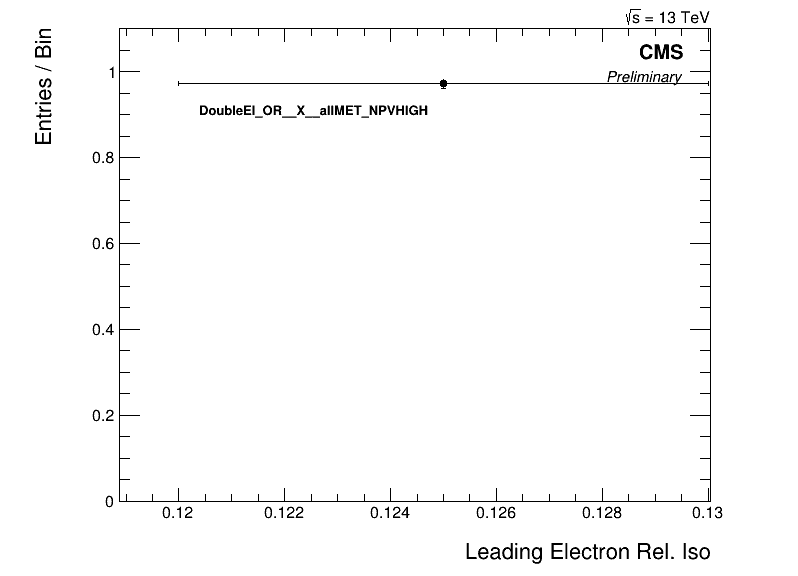 √s = 13 TeV
CMS
Preliminary
DoubleEl_OR__X__allMET_NPVHIGH
Entries / Bin
1
0.8
0.6
0.4
0.2
0
0.12 0.122 0.124 0.126 0.128 0.13
Leading Electron Rel. Iso